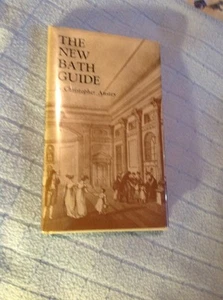 THE
NEW
BATH
GUIDE
Christopher Anstey